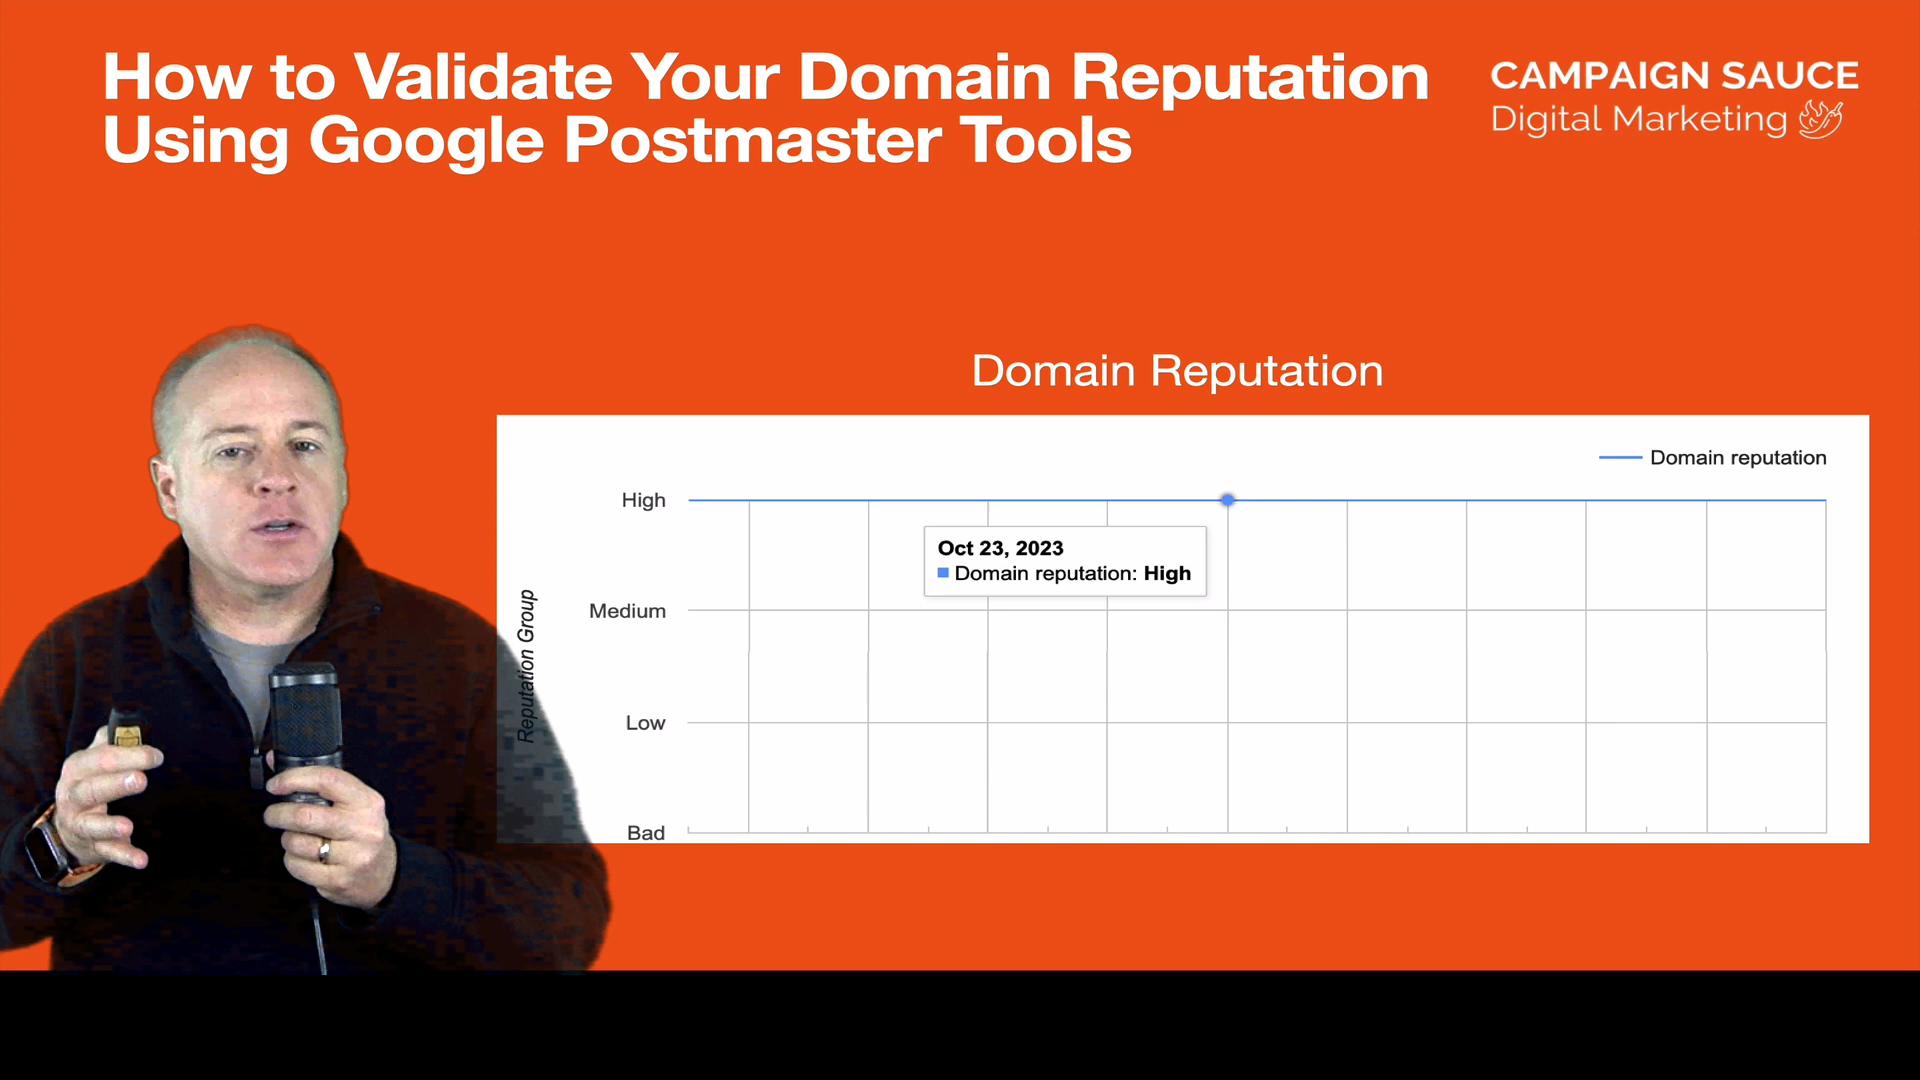 How to Validate Your Domain Reputation
Using Google Postmaster Tools
CAMPAIGN SAUCE
Digital Marketing
Domain Reputation
Domain reputation
High
Oct 23, 2023
Domain reputation: High
Medium
Reputation Group
Low
Bad